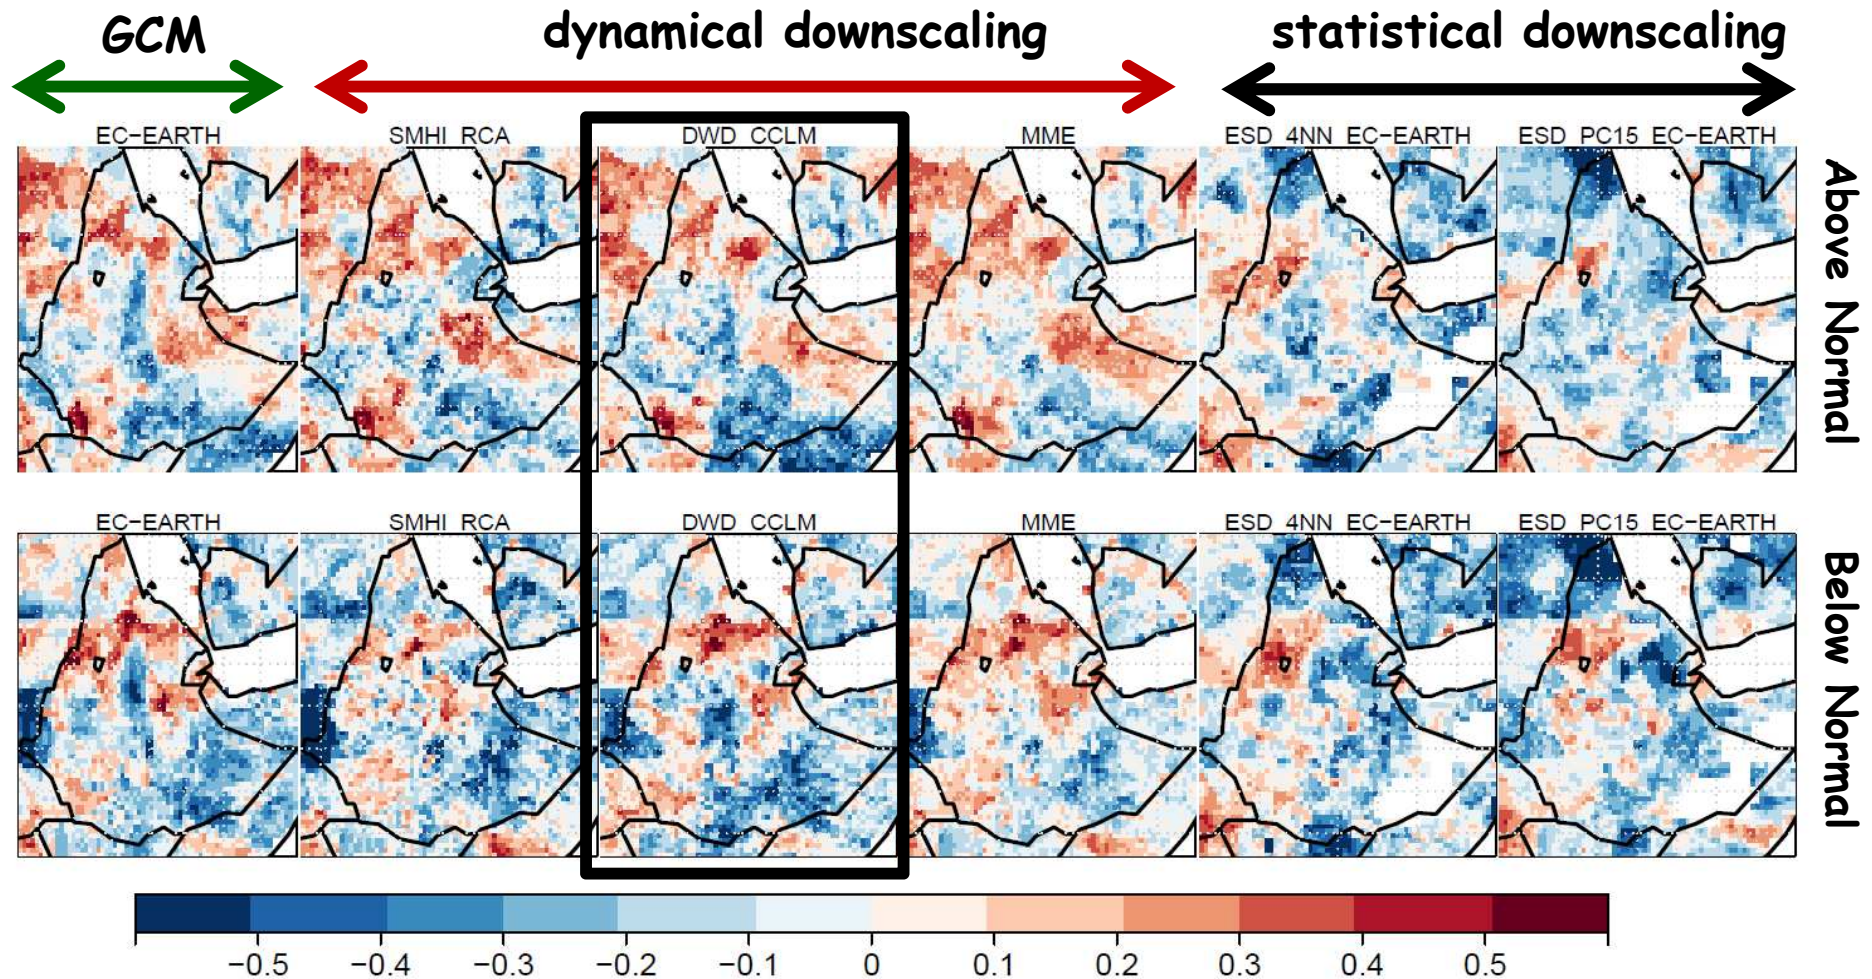 GCM dynamical downscaling statistical downscaling
EC-EARTH SMHI RCA DWD CCLM MME ESD 4NN EC-EARTH ESD PC15 EC-EARTH
Above Normal
EC-EARTH SMHI RCA DWD CCLM MME ESD 4NN EC-EARTH ESD PC15 EC-EARTH
Below Normal
-0.5 -0.4 -0.3 -0.2 -0.1 0 0.1 0.2 0.3 0.4 0.5